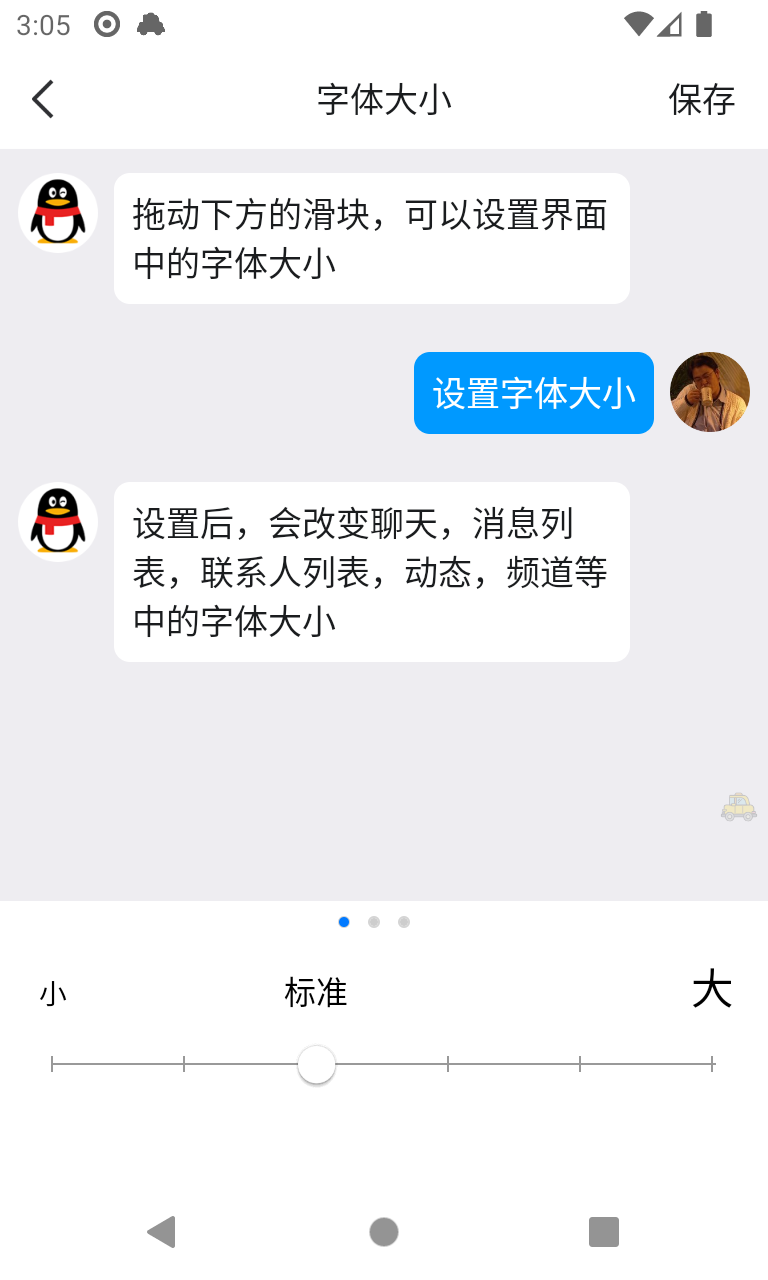 3:05
字体大小
保存
拖动下方的滑块，可以设置界面
中的字体大小
设置字体大小
设置后，会改变聊天，消息列
表，联系人列表，动态，频道等
中的字体大小
小
标准
大